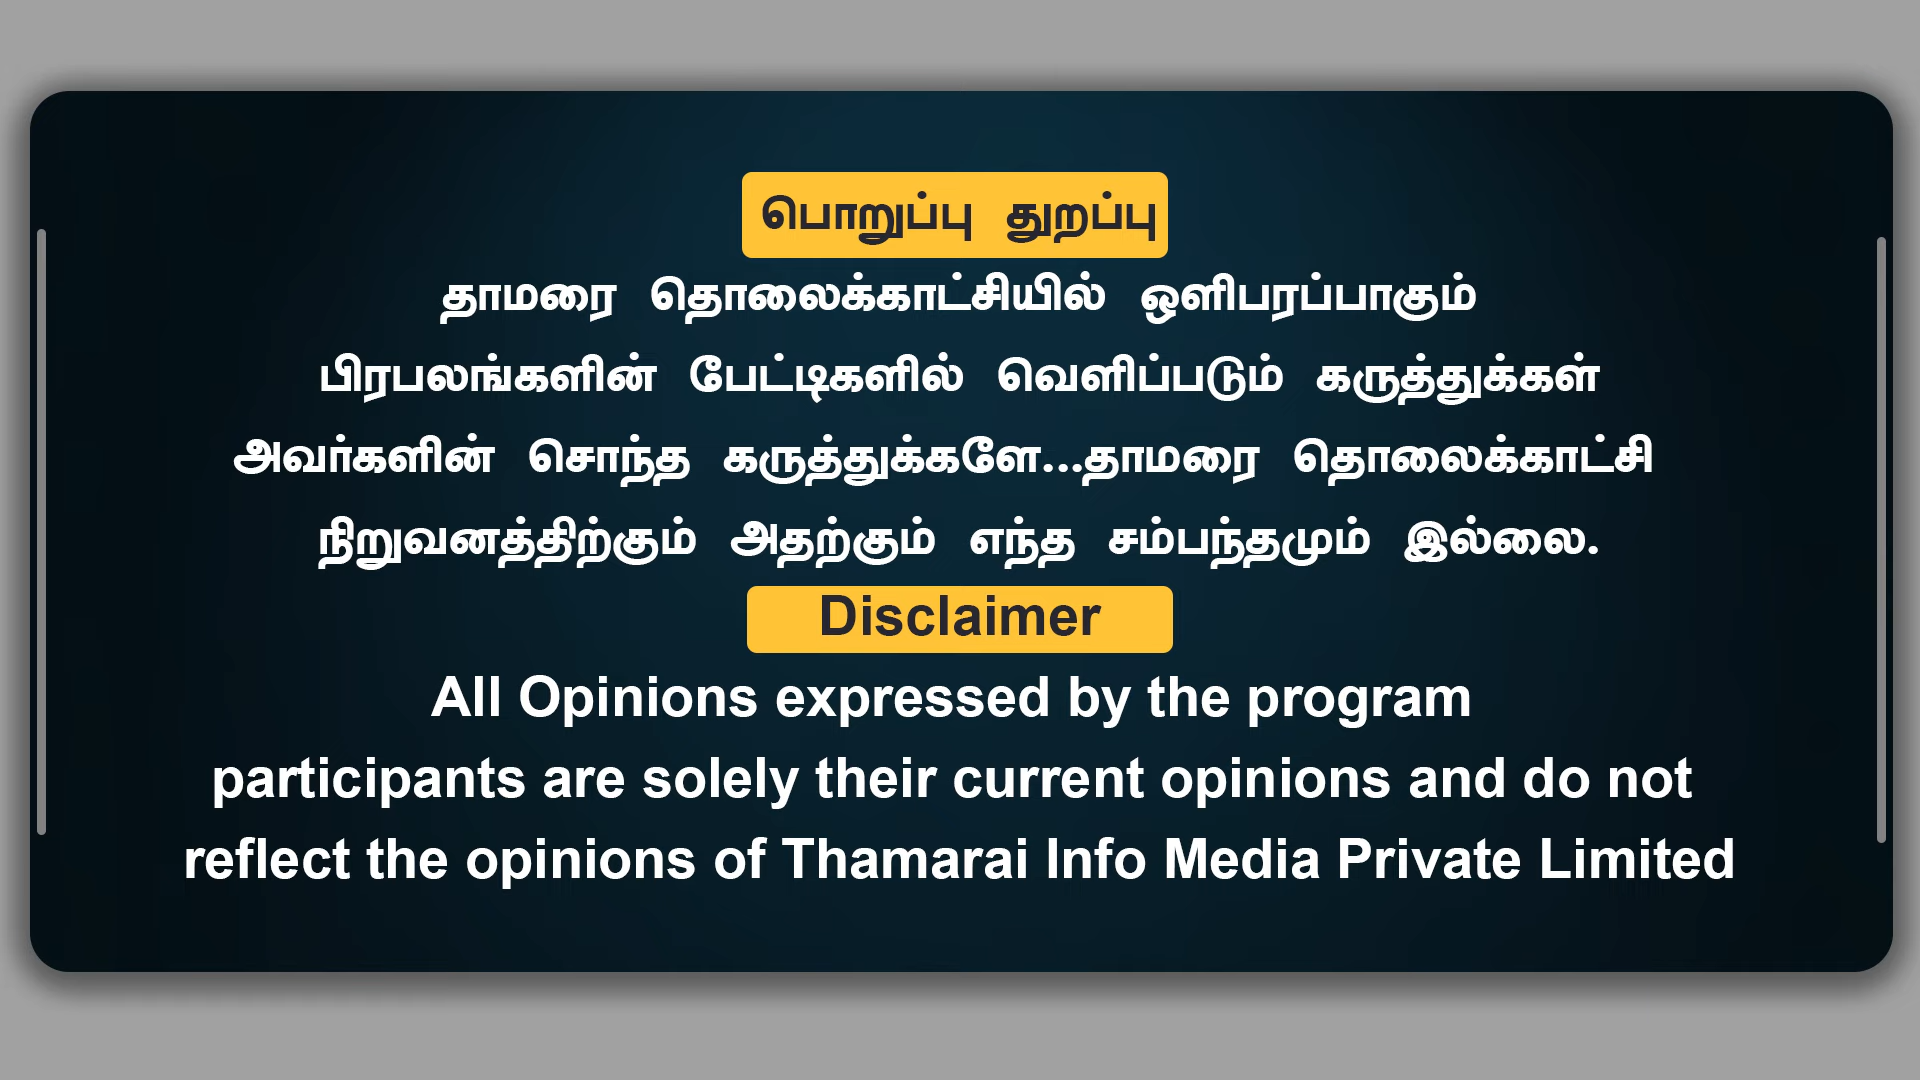 பொறுப்பு துறப்பு
தாமரை தொலைக்காட்சியில் ஒளிபரப்பாகும்
பிரபலங்களின் பேட்டிகளில் வெளிப்படும் கருத்துக்கள்
அவர்களின் சொந்த கருத்துக்களே...தாமரை தொலைக்காட்சி
நிறுவனத்திற்கும் அதற்கும் எந்த சம்பந்தமும் இல்லை.
Disclaimer
All Opinions expressed by the program
participants are solely their current opinions and do not
reflect the opinions of Thamarai Info Media Private Limited